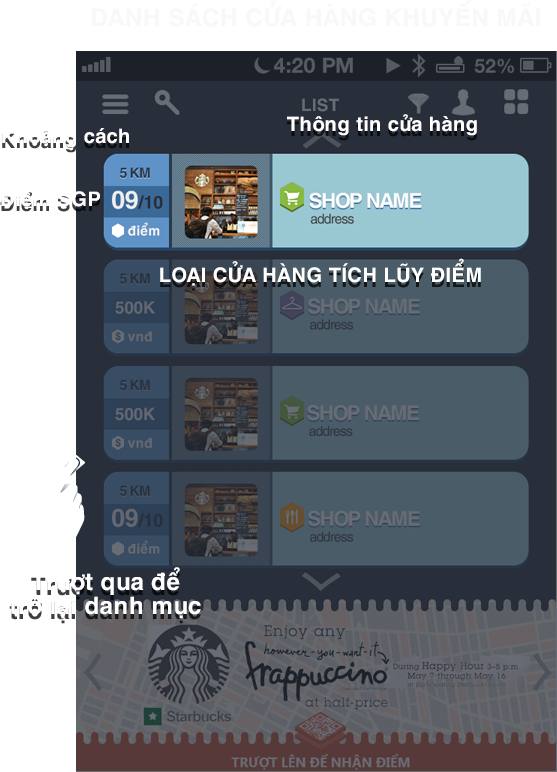 DANH SÁCH CỬA HÀNG KHUYẾN MÃI
4:20 PM
52%
LIST
Thông tin cửa hàng
Khoảng cách
Điểm SGP
5 KM
09/10
điểm
SHOP NAME
address
LOẠI CỬA HÀNG TÍCH LŨY ĐIỂM
5 KM
500K
vnđ
SHOP NAME
address
5 KM
500K
vnđ
SHOP NAME
address
5 KM
09/10
điểm
SHOP NAME
address
Trượt qua để
trở lại danh mục
Enjoy any
however-you-want-it
frappuccino
at half-price
During Happy Hour 3-5 p.m.
May 7 through May 16
Starbucks
TRƯỢT LÊN ĐỂ NHẬN ĐIỂM